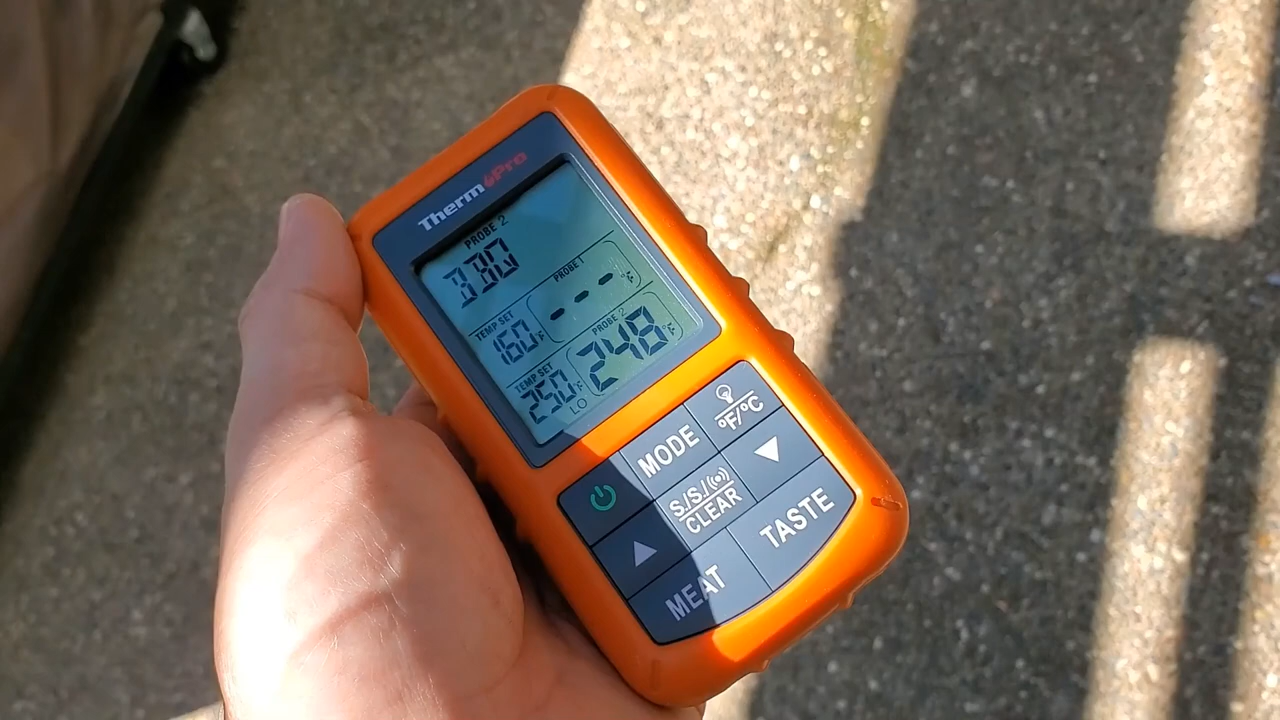 ThermoPro
PROBE 2
BBQ
PROBE 1
--- °F
TEMP SET
160°F
PROBE 2
248°F
TEMP SET
250°F
LO
°F/°C
MODE
S./S./
CLEAR
TASTE
MEAT